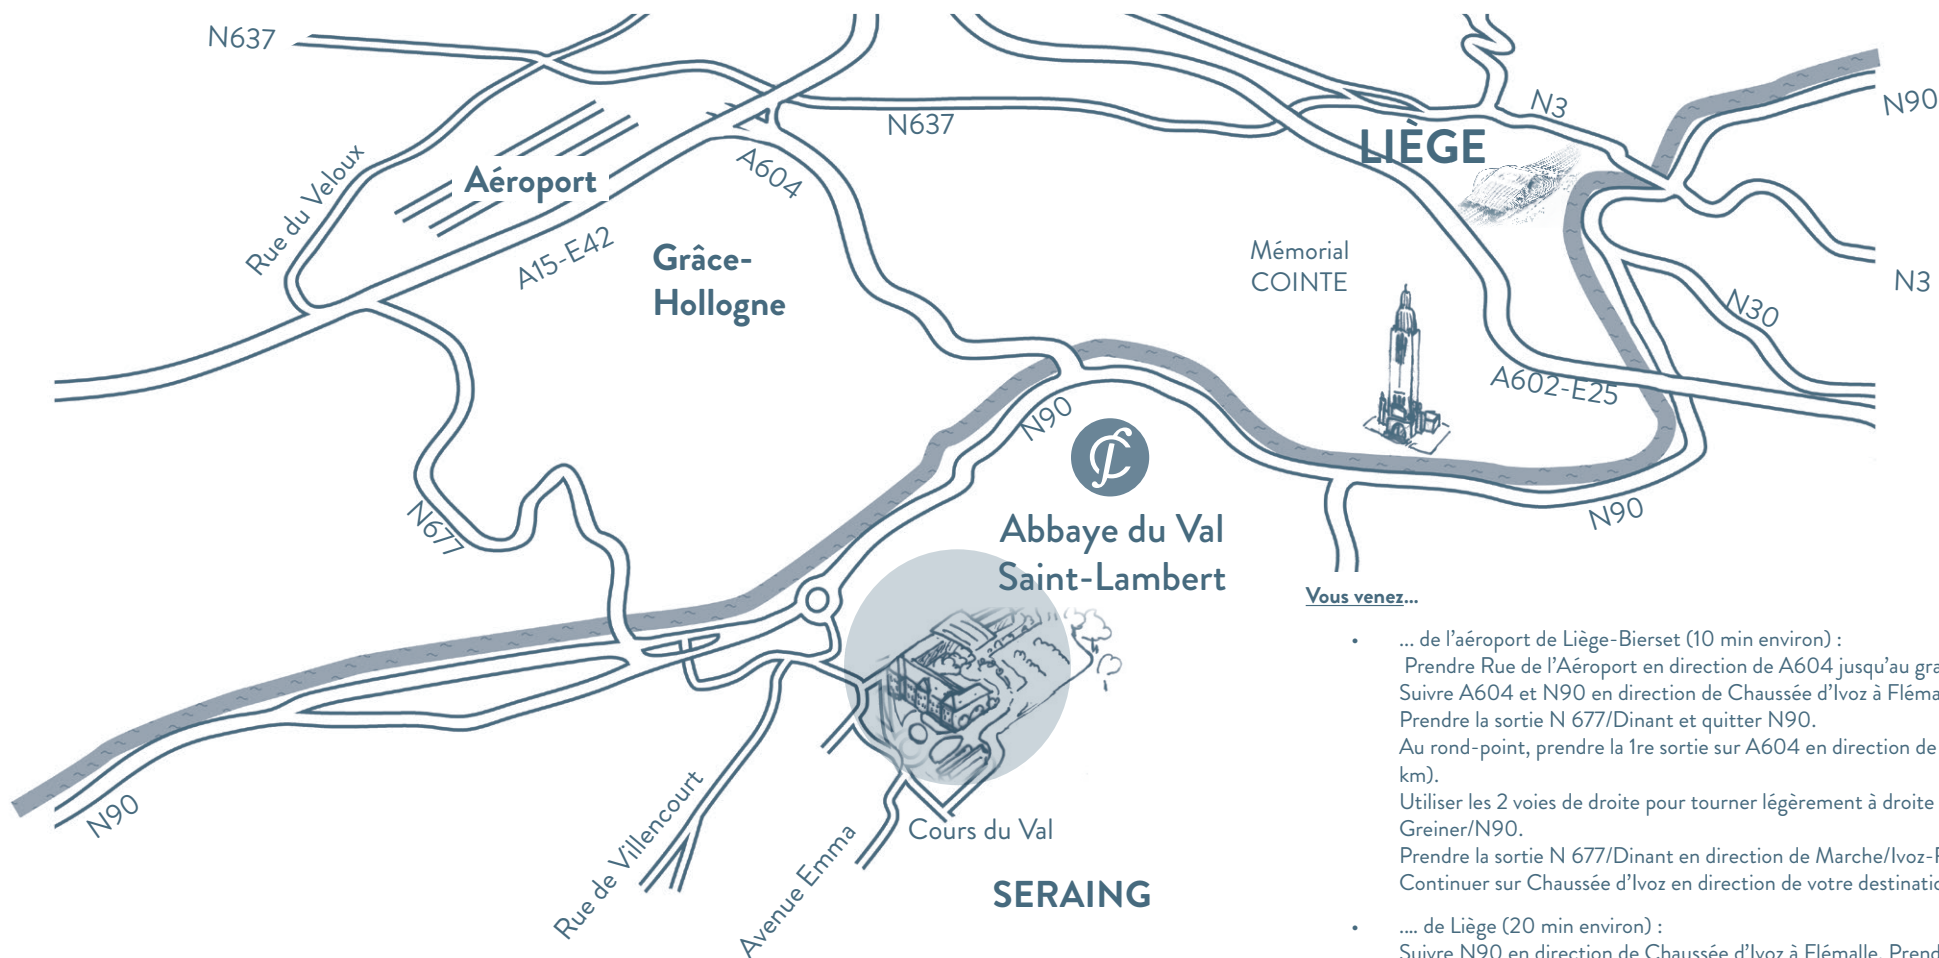 N637
N3
N90
N637
LIÈGE
A604
Rue du Veloux
Aéroport
A15-E42
Grâce-
Hollogne
Mémorial
COINTE
N3
N30
A602-E25
N90
N677
N90
Abbaye du Val
Saint-Lambert
N90
Rue de Villencourt
Avenue Emma
Cours du Val
SERAING
Vous venez...
• ... de l'aéroport de Liège-Bierset (10 min environ) :
Prendre Rue de l'Aéroport en direction de A604 jusqu'au
Suivre A604 et N90 en direction de Chaussée d'Ivoz à
Prendre la sortie N 677/Dinant et quitter N90.
Au rond-point, prendre la 1re sortie sur A604 en direction de
km).
Utiliser les 2 voies de droite pour tourner légèrement à droite
Greiner/N90.
Prendre la sortie N 677/Dinant en direction de
Continuer sur Chaussée d'Ivoz en direction de votre
• .... de Liège (20 min environ) :
Suivre N90 en direction de Chaussée d'Ivoz à Flémalle.